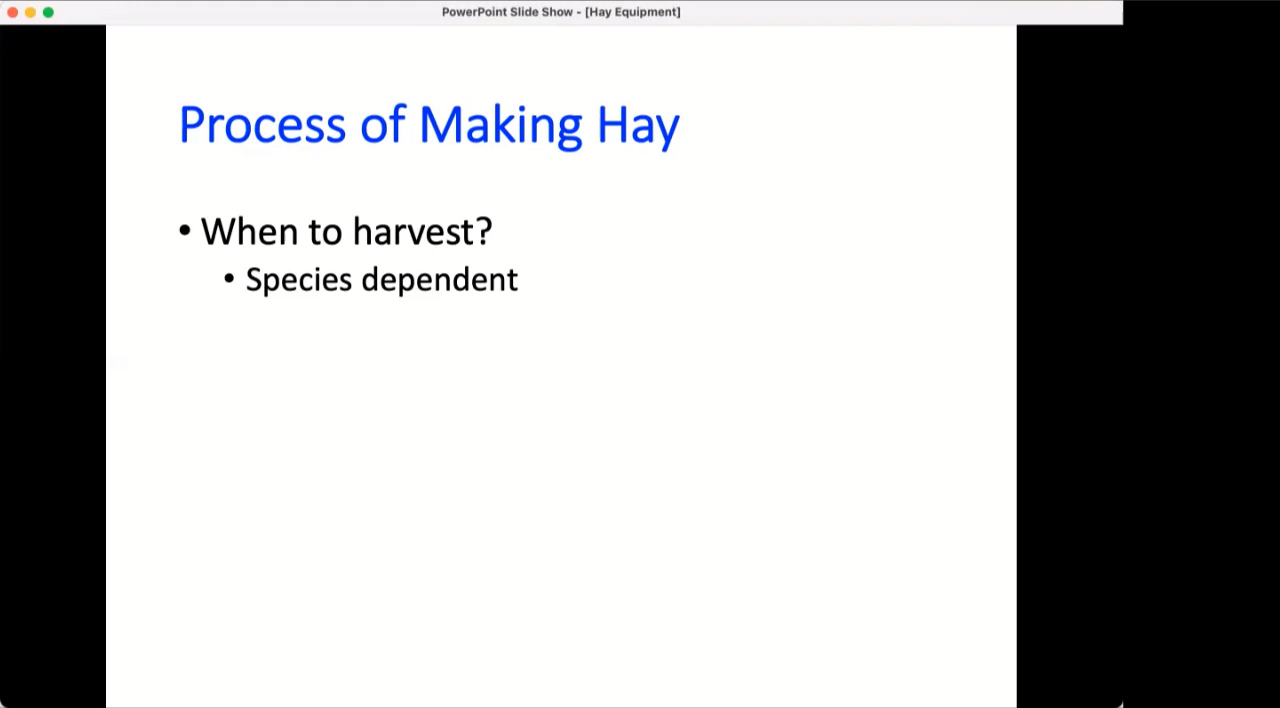 PowerPoint Slide Show - [Hay Equipment]
Process of Making Hay
• When to harvest?
• Species dependent